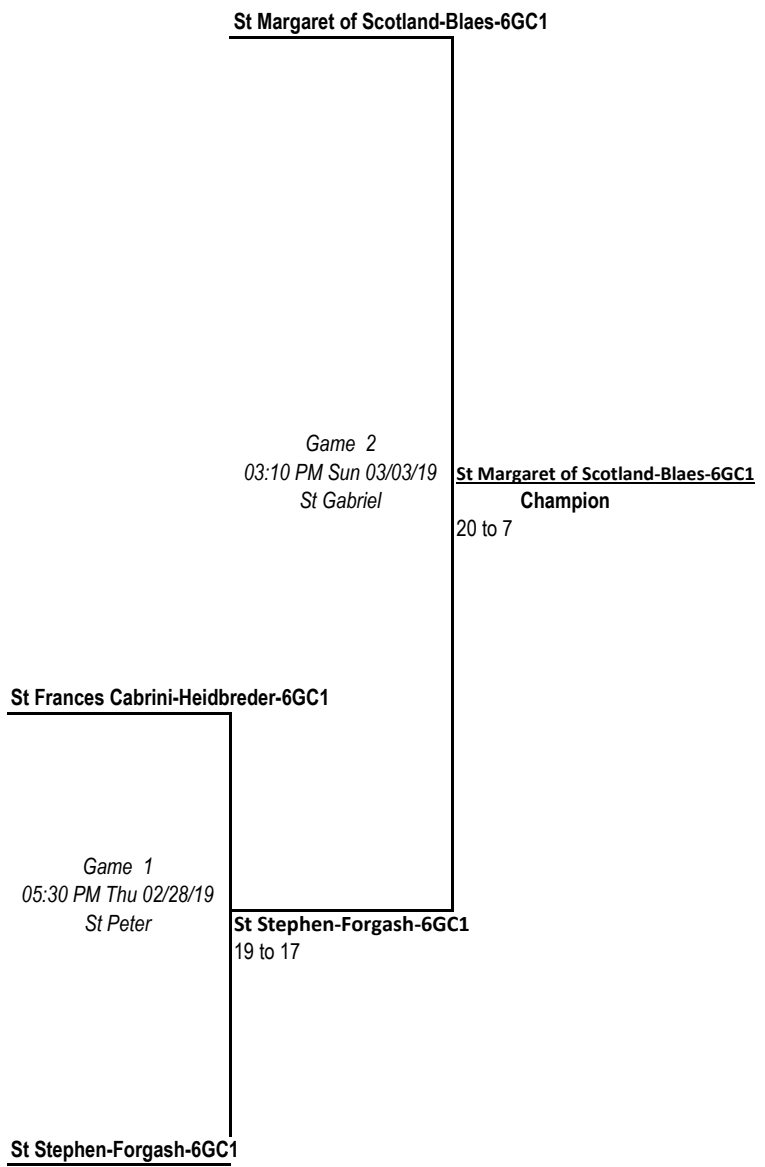 St Margaret of Scotland-Blaes-6GC1
Game 2
03:10 PM Sun 03/03/19
St Gabriel
St Margaret of Scotland-Blaes-6GC1
Champion
20 to 7
St Frances Cabrini-Heidbreder-6GC1
Game 1
05:30 PM Thu 02/28/19
St Peter
St Stephen-Forgash-6GC1
19 to 17
St Stephen-Forgash-6GC1